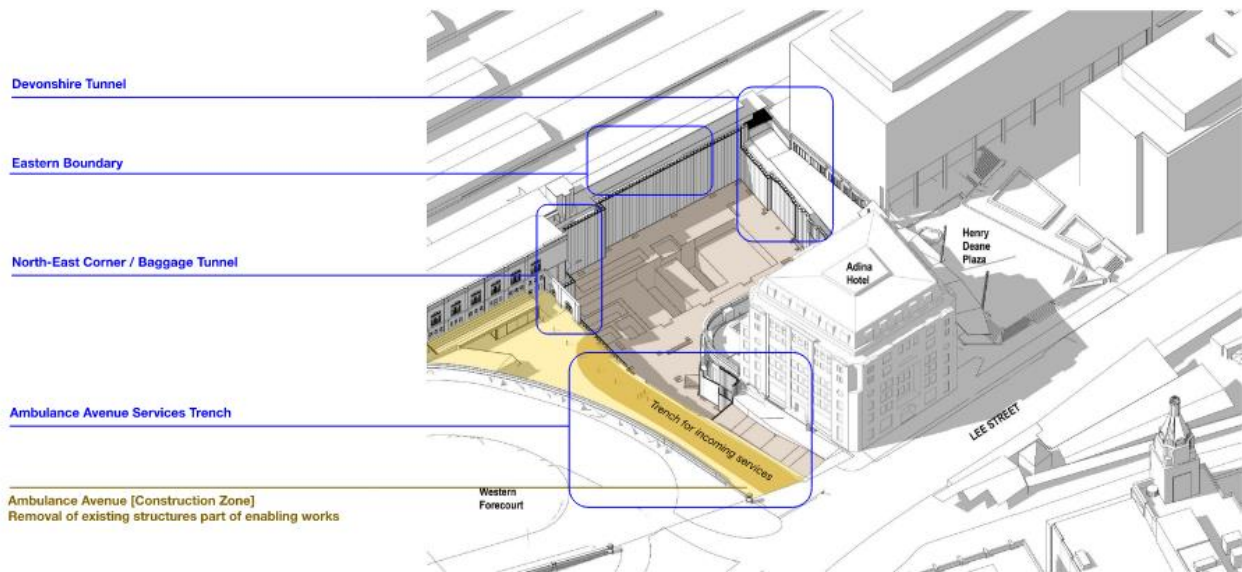 Devonshire Tunnel
Eastern Boundary
North-East Corner / Baggage Tunnel
Ambulance Avenue Services Trench
Ambulance Avenue [Construction Zone]
Removal of existing structures part of enabling works
Henry
Deane
Plaza
Adina
Hotel
Trench for incoming services
LEE STREET
Western
Forecourt